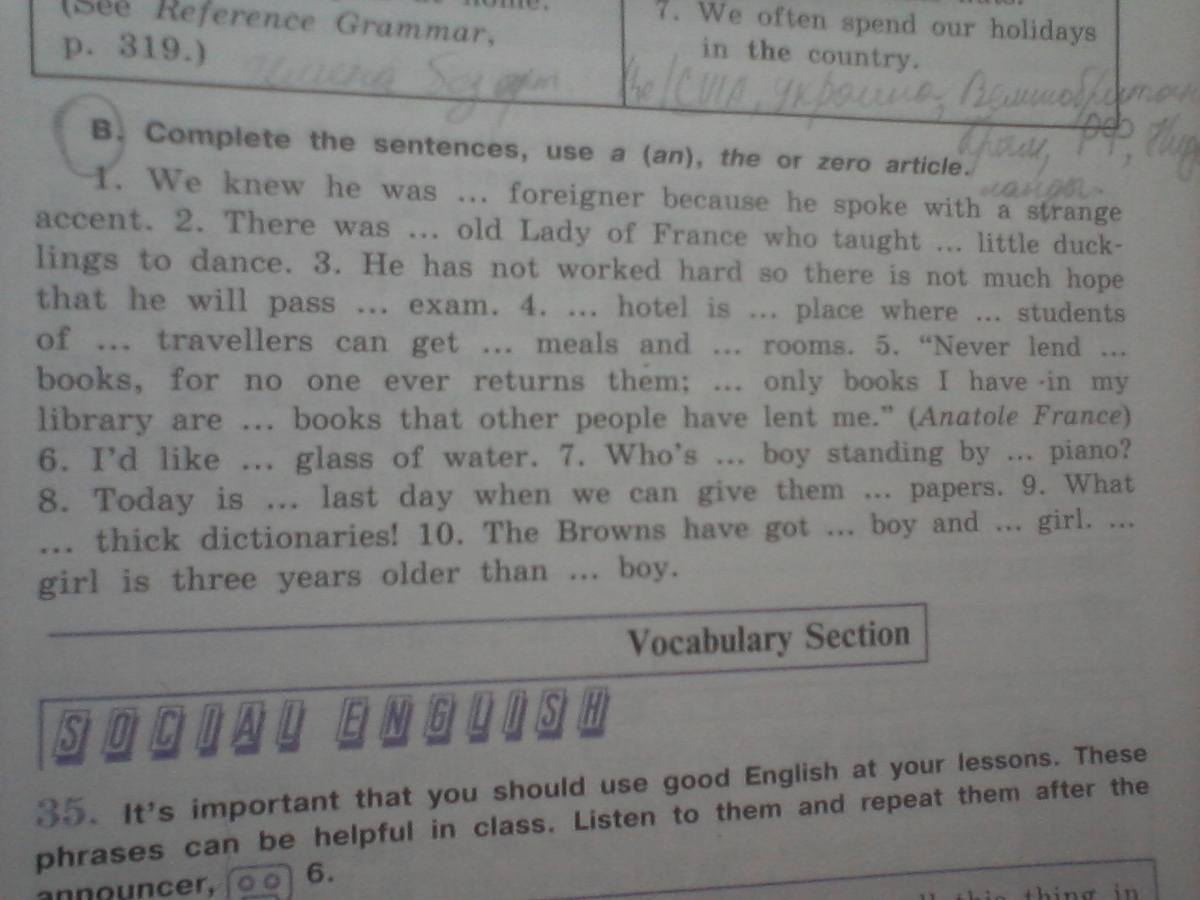 (See Reference Grammar,
p. 319.)
7. We often spend our holidays
in the country.
B. Complete the sentences, use a (an), the or zero article.
1. We knew he was ... foreigner because he spoke with a strange
accent. 2. There was ... old Lady of France who taught ... little duck-
lings to dance. 3. He has not worked hard so there is not much hope
that he will pass ... exam. 4. ... hotel is ... place where ... students
of ... travellers can get ... meals and ... rooms. 5. “Never lend ...
books, for no one ever returns them; ... only books I have in my
library are ... books that other people have lent me.” (Anatole France)
6. I’d like ... glass of water. 7. Who’s ... boy standing by ... piano?
8. Today is ... last day when we can give them ... papers. 9. What
... thick dictionaries! 10. The Browns have got ... boy and ... girl. ...
girl is three years older than ... boy.
Vocabulary Section
SOCIAL ENGLISH
35. It’s important that you should use good English at your lessons. These
phrases can be helpful in class. Listen to them and repeat them after the
announcer, 6.
this thing in